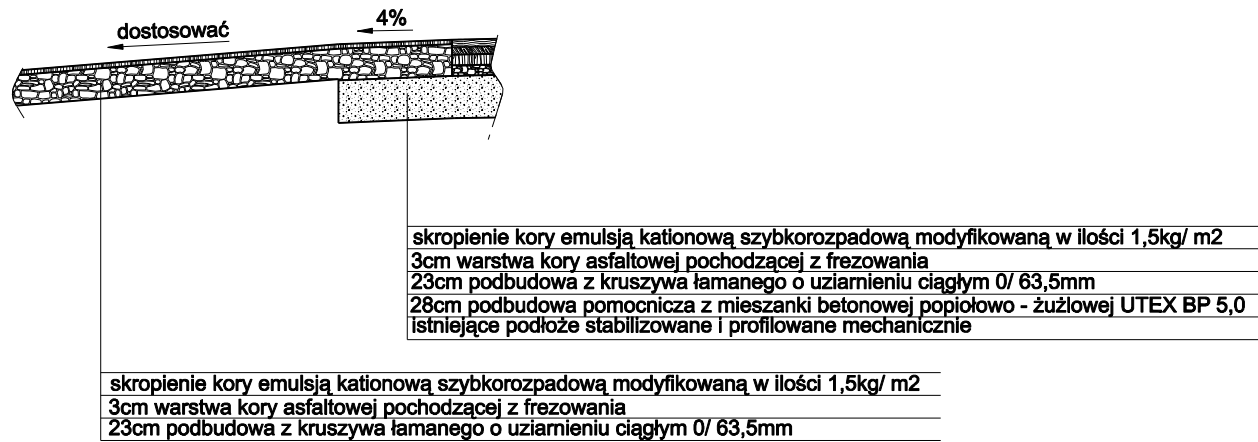 dostosować
4%
skropienie kory emulsją kationową szybkorozpadową modyfikowaną w ilości 1,5kg/ m2
3cm warstwa kory asfaltowej pochodzącej z frezowania
23cm podbudowa z kruszywa łamanego o uziarnieniu ciągłym 0/ 63,5mm
28cm podbudowa pomocnicza z mieszanki betonowej popiołowo - żużlowej UTEX BP 5,0
istniejące podłoże stabilizowane i profilowane mechanicznie
skropienie kory emulsją kationową szybkorozpadową modyfikowaną w ilości 1,5kg/ m2
3cm warstwa kory asfaltowej pochodzącej z frezowania
23cm podbudowa z kruszywa łamanego o uziarnieniu ciągłym 0/ 63,5mm